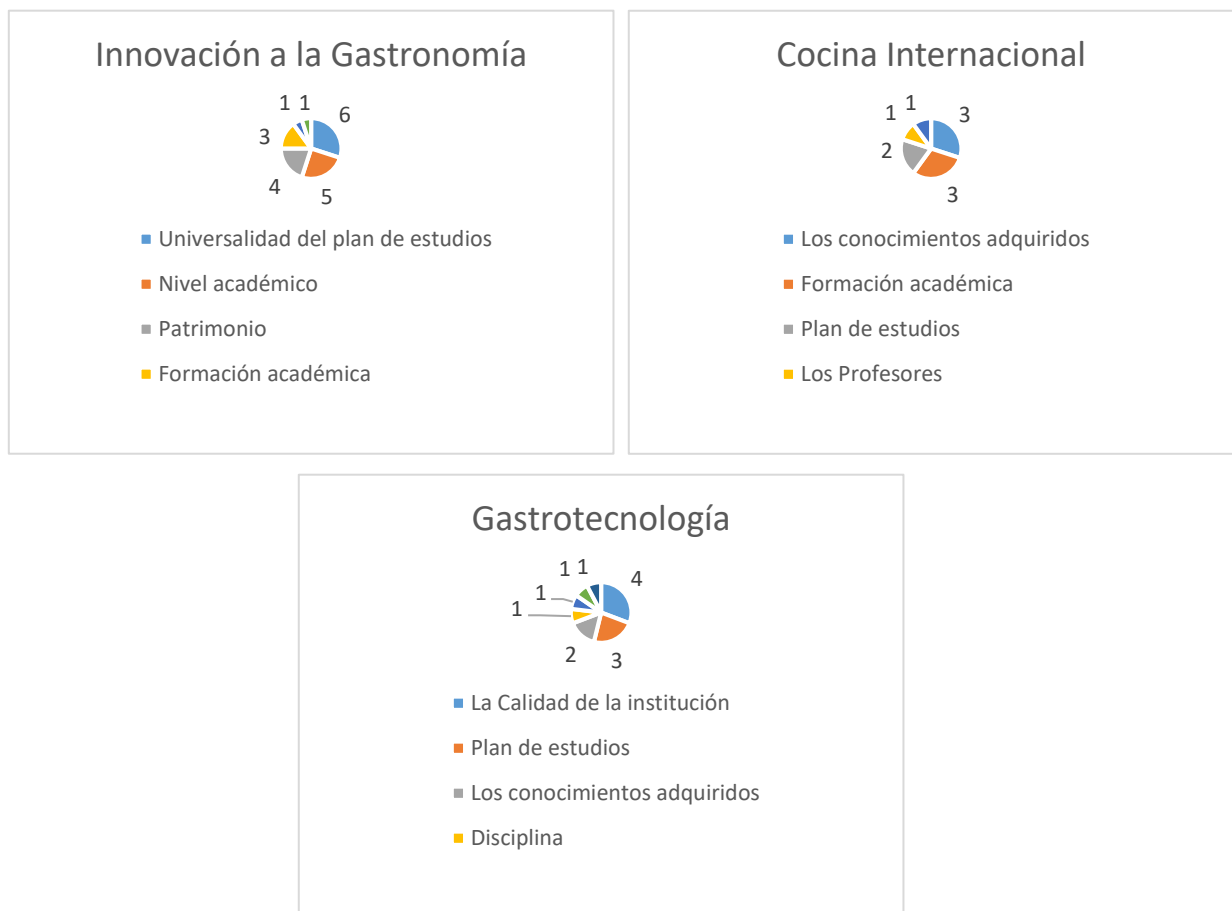 Innovación a la Gastronomía
1 1 6
3
4 5
Universalidad del plan de estudios
Nivel académico
Patrimonio
Formación académica
Cocina Internacional
1 1 3
2
3
Los conocimientos adquiridos
Formación académica
Plan de estudios
Los Profesores
Gastrotecnología
1 1 4
1
1
2 3
La Calidad de la institución
Plan de estudios
Los conocimientos adquiridos
Disciplina